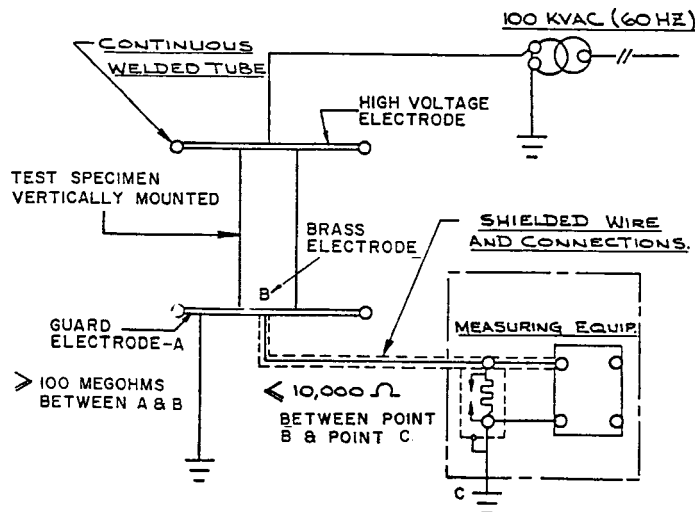 100 KVAC (60 HZ)
CONTINUOUS
WELDED TUBE
HIGH VOLTAGE
ELECTRODE
TEST SPECIMEN
VERTICALLY MOUNTED
BRASS
ELECTRODE
SHIELDED WIRE
AND CONNECTIONS.
B
GUARD
ELECTRODE-A
MEASURING EQUIP.
⩾ 100 MEGOHMS
BETWEEN A & B
⩽ 10,000 Ω
BETWEEN POINT
B & POINT C.
C